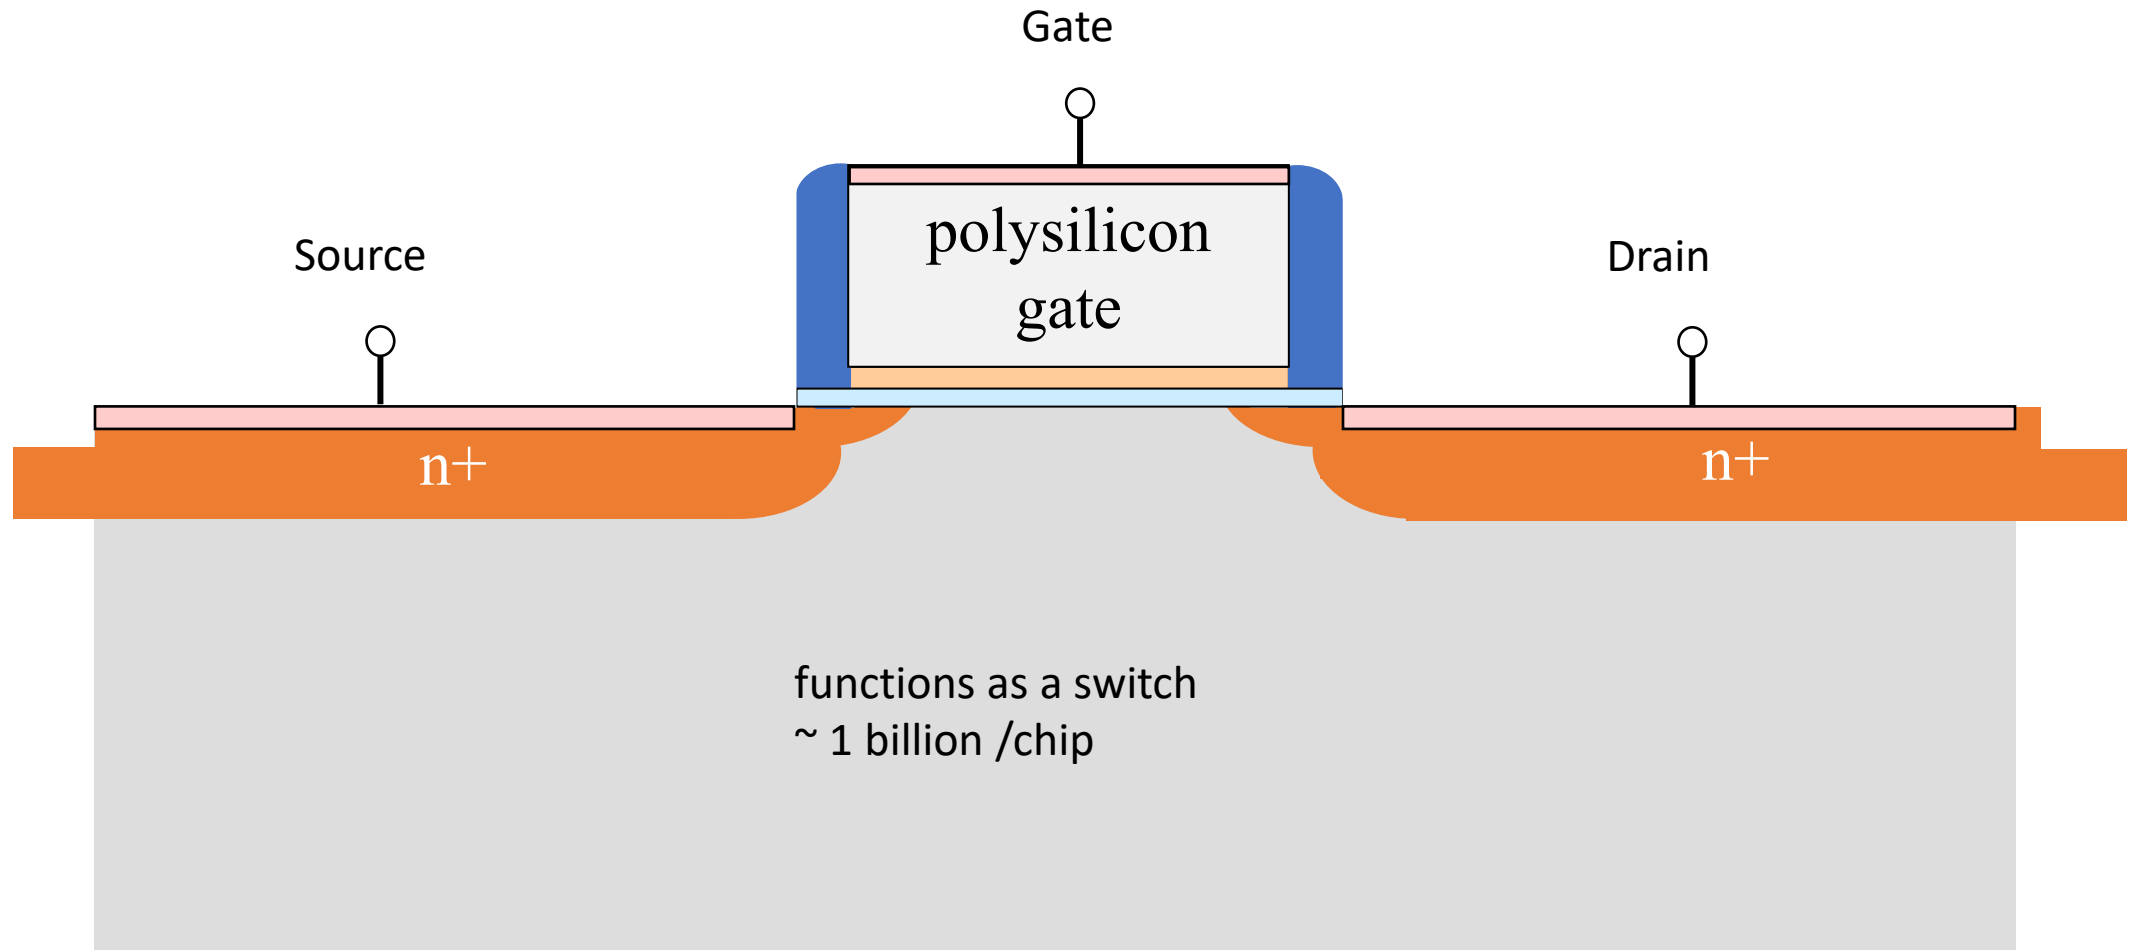 Gate
polysilicon
gate
Source
Drain
n+
n+
functions as a switch
~ 1 billion /chip